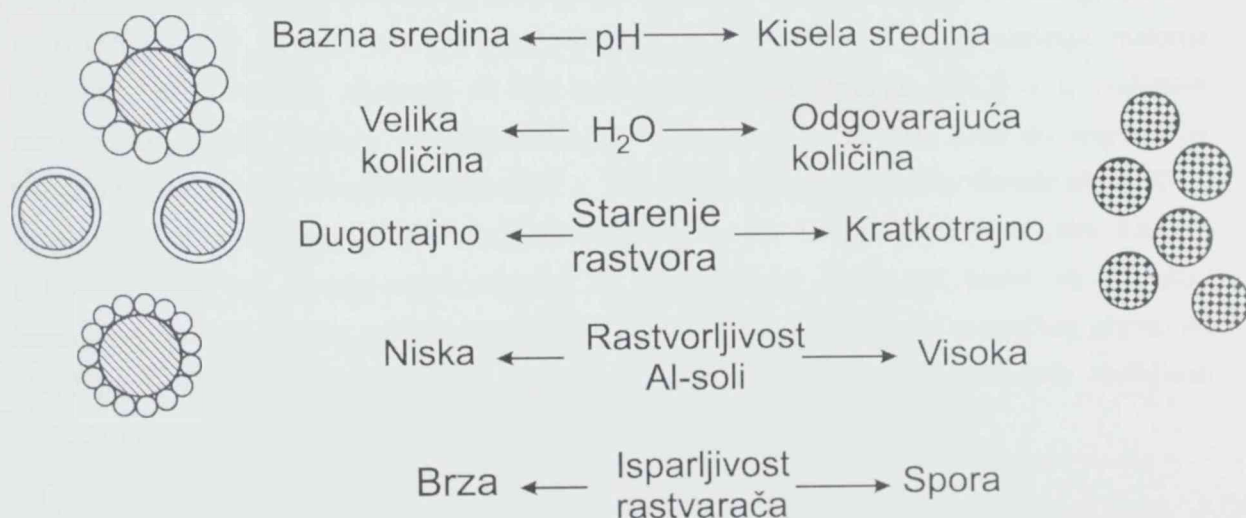 Bazna sredina pH Kisela sredina
Velika količina H₂O Odgovarajuća količina
Dugotrajno Starenje rastvora Kratkotrajno
Niska Rastvorljivost Al-soli Visoka
Brza Isparljivost rastvarača Spora